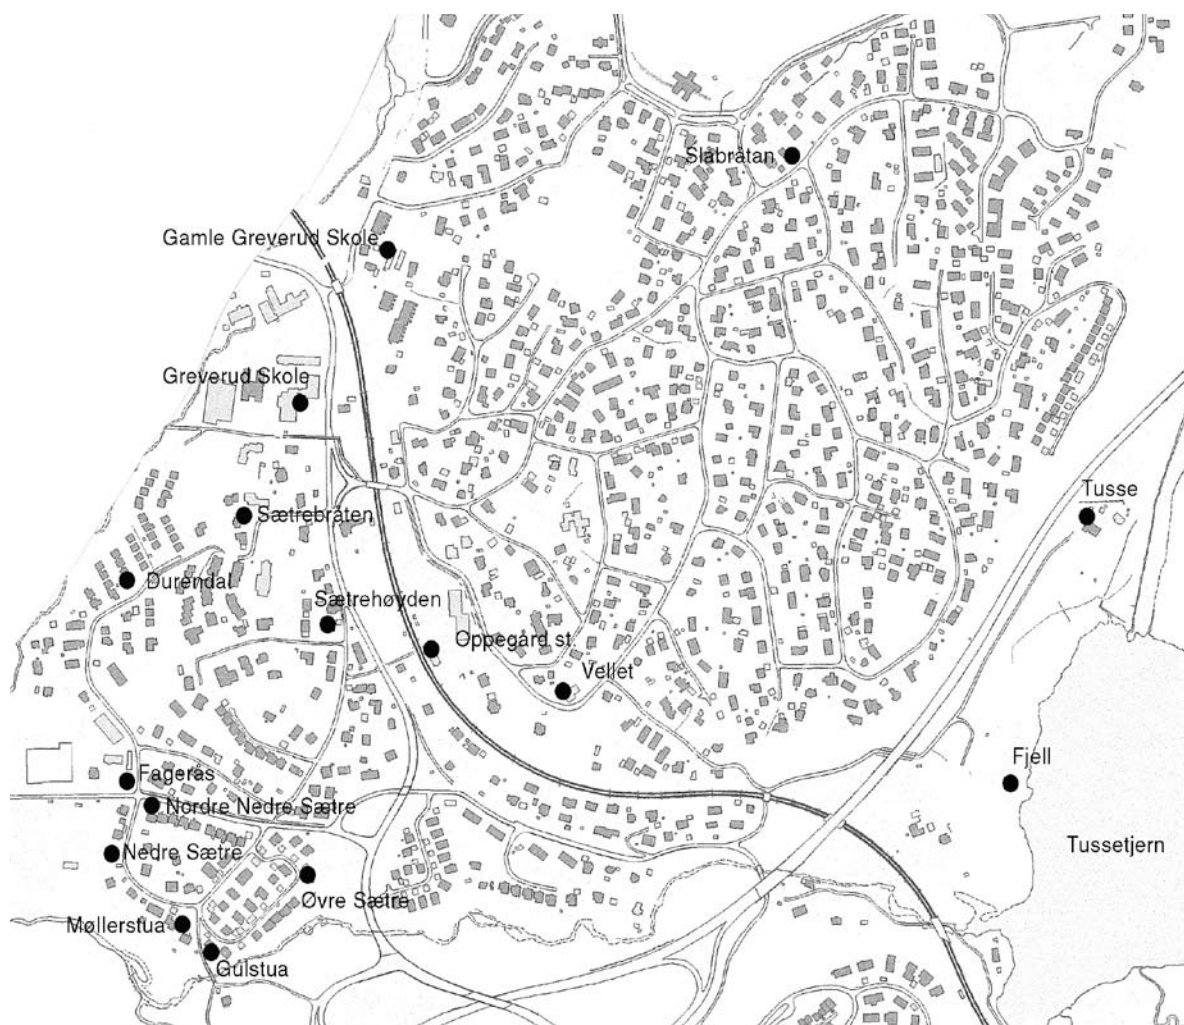 Slabråtan
Gamle Greverud Skole
Greverud Skole
Tusse
Sætrebråten
Durendal
Sætrehøyden
Oppegård st
Vellet
Fjell
Fagerås
Nordre Nedre Sætre
Tussetjern
Nedre Sætre
Øvre Sætre
Møllerstua
Gulstua